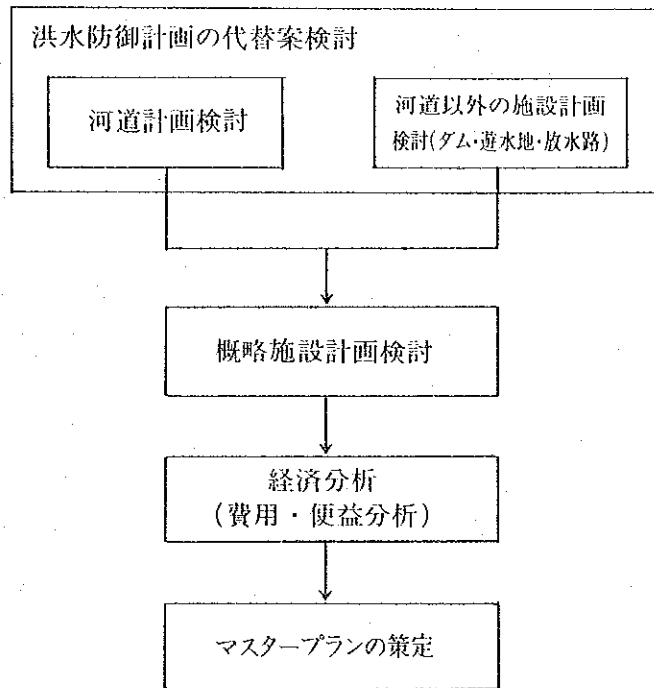 洪水防御計画の代替案検討
河道計画検討
河道以外の施設計画
検討(ダム・遊水地・放水路)
概略施設計画検討
経済分析
(費用・便益分析)
マスタープランの策定